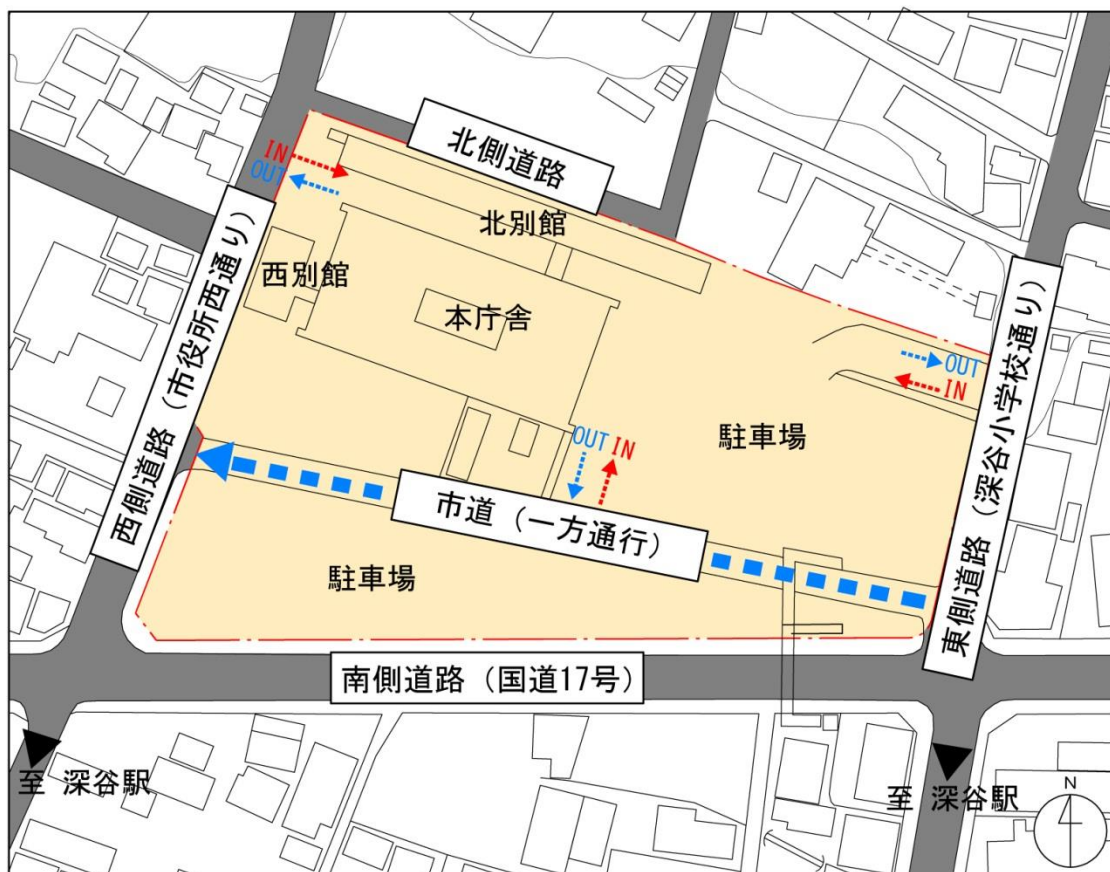 北側道路
IN
OUT
北別館
西別館
本庁舎
西側道路（市役所西通り）
OUT
IN
東側道路（深谷小学校通り）
駐車場
OUT IN
市道（一方通行）
駐車場
南側道路（国道17号）
至 深谷駅
至 深谷駅
N